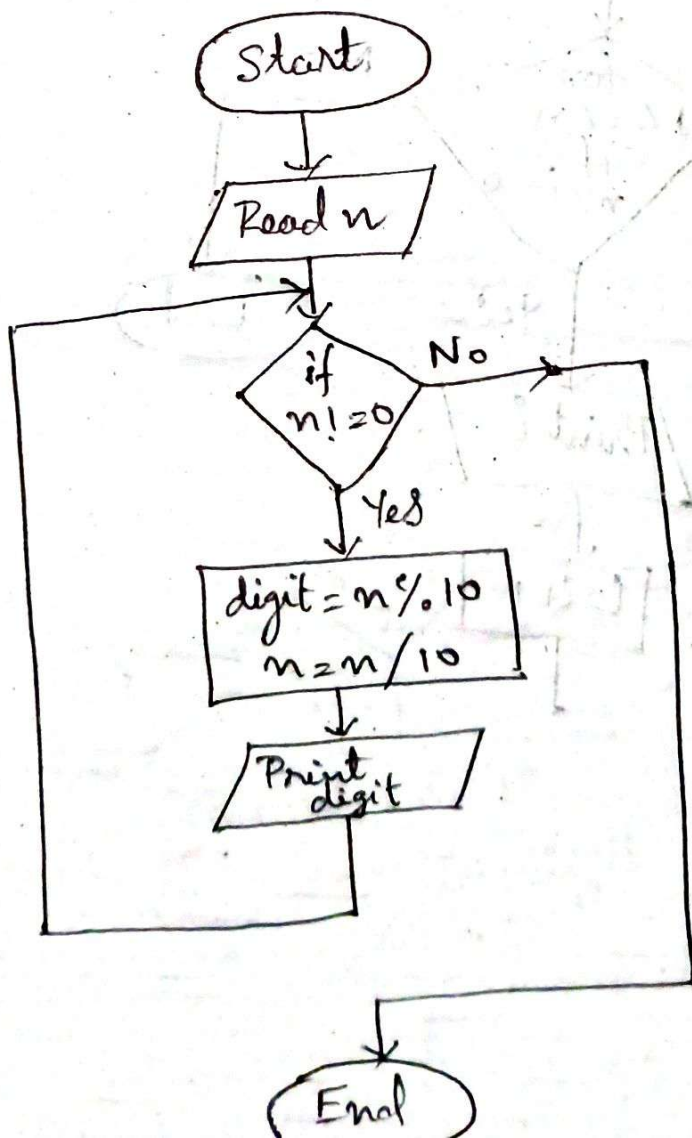 Start
Read n
if
n! = 0
No
Yes
digit = n % 10
n = n / 10
Print
digit
End